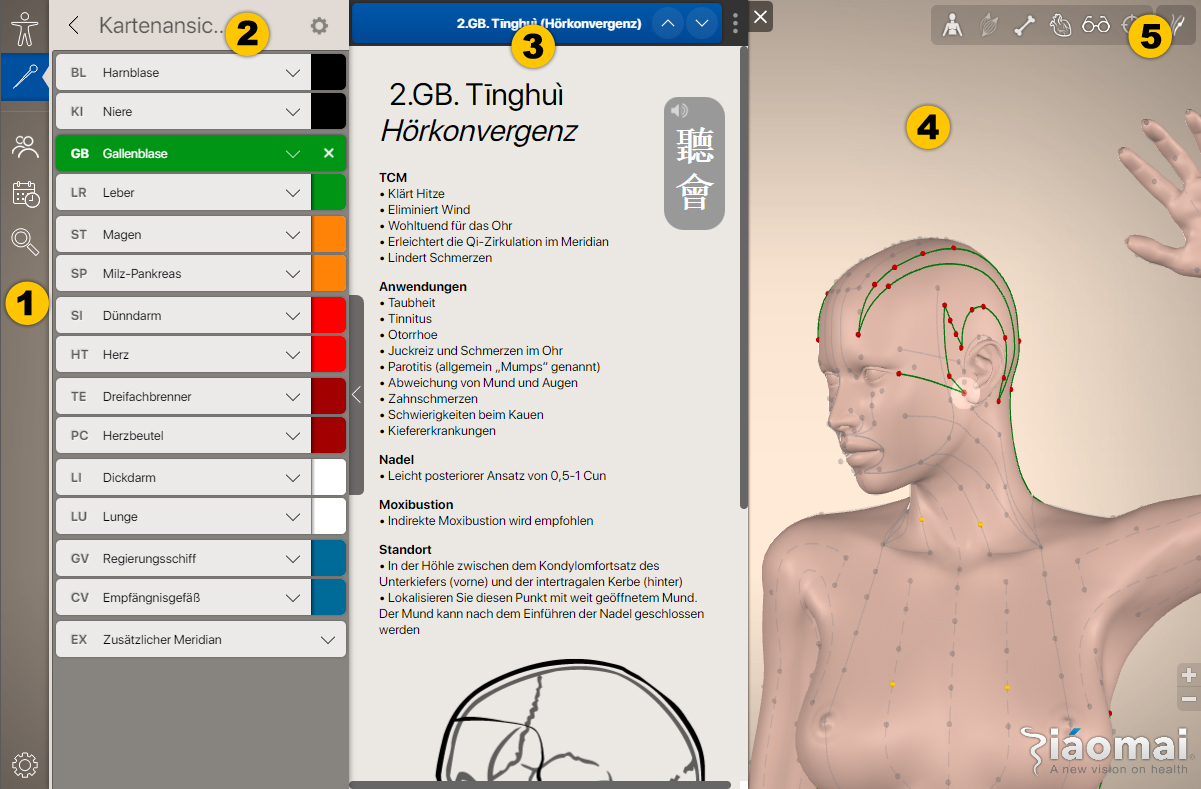 1
Kartenansic...
2
BL Harnblase
KI Niere
GB Gallenblase
LR Leber
ST Magen
SP Milz-Pankreas
SI Dünndarm
HT Herz
TE Dreifachbrenner
PC Herzbeutel
LI Dickdarm
LU Lunge
GV Regierungsschiff
CV Empfängnisgefäß
EX Zusätzlicher Meridian
2.GB. Tīnghuì (Hörkonvergenz)
3
2.GB. Tīnghuì
Hörkonvergenz
聽
會
TCM
• Klärt Hitze
• Eliminiert Wind
• Wohltuend für das Ohr
• Erleichtert die Qi-Zirkulation im Meridian
• Lindert Schmerzen
Anwendungen
• Taubheit
• Tinnitus
• Otorrhoe
• Juckreiz und Schmerzen im Ohr
• Parotitis (allgemein „Mumps" genannt)
• Abweichung von Mund und Augen
• Zahnschmerzen
• Schwierigkeiten beim Kauen
• Kiefererkrankungen
Nadel
• Leicht posteriorer Ansatz von 0,5-1 Cun
Moxibustion
• Indirekte Moxibustion wird empfohlen
Standort
• In der Höhle zwischen dem Kondylomfortsatz des
Unterkiefers (vorne) und der intertragalen Kerbe (hinter)
• Lokalisieren Sie diesen Punkt mit weit geöffnetem Mund.
Der Mund kann nach dem Einführen der Nadel geschlossen
werden
4
5
Ziáomai
A new vision on health